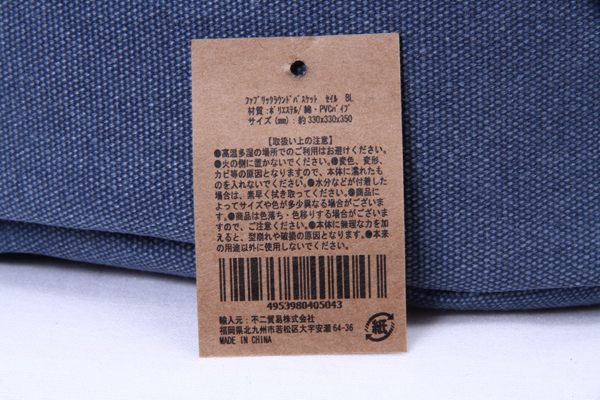 ﾌｧﾌﾞﾘｯｸﾗｳﾝﾄﾞﾊﾞｽｹｯﾄ ｾｲﾙ BL
材質:ﾎﾟﾘｴｽﾃﾙ/綿・PVCﾊﾟｲﾌﾟ
サイズ(mm):約330x330x350
【取扱い上の注意】
●高温多湿の場所でのご利用はお避けください。
●火の側に置かないでください。●変色、変形、
カビ等の原因となりますので、本体に濡れたも
のを入れないでください。●水分などが付着した
場合は、素早く拭き取ってください。●商品に
よってサイズや色が多少異なる場合がございま
す。●商品は色落ち・色移りする場合がございま
すので、ご注意ください。●本体に無理な力を加
えると、型崩れや破損の原因となります。●本来
の用途以外に使用しないでください。
4953980405043
輸入元:不二貿易株式会社
福岡県北九州市若松区大字安瀬64-36
MADE IN CHINA
紙